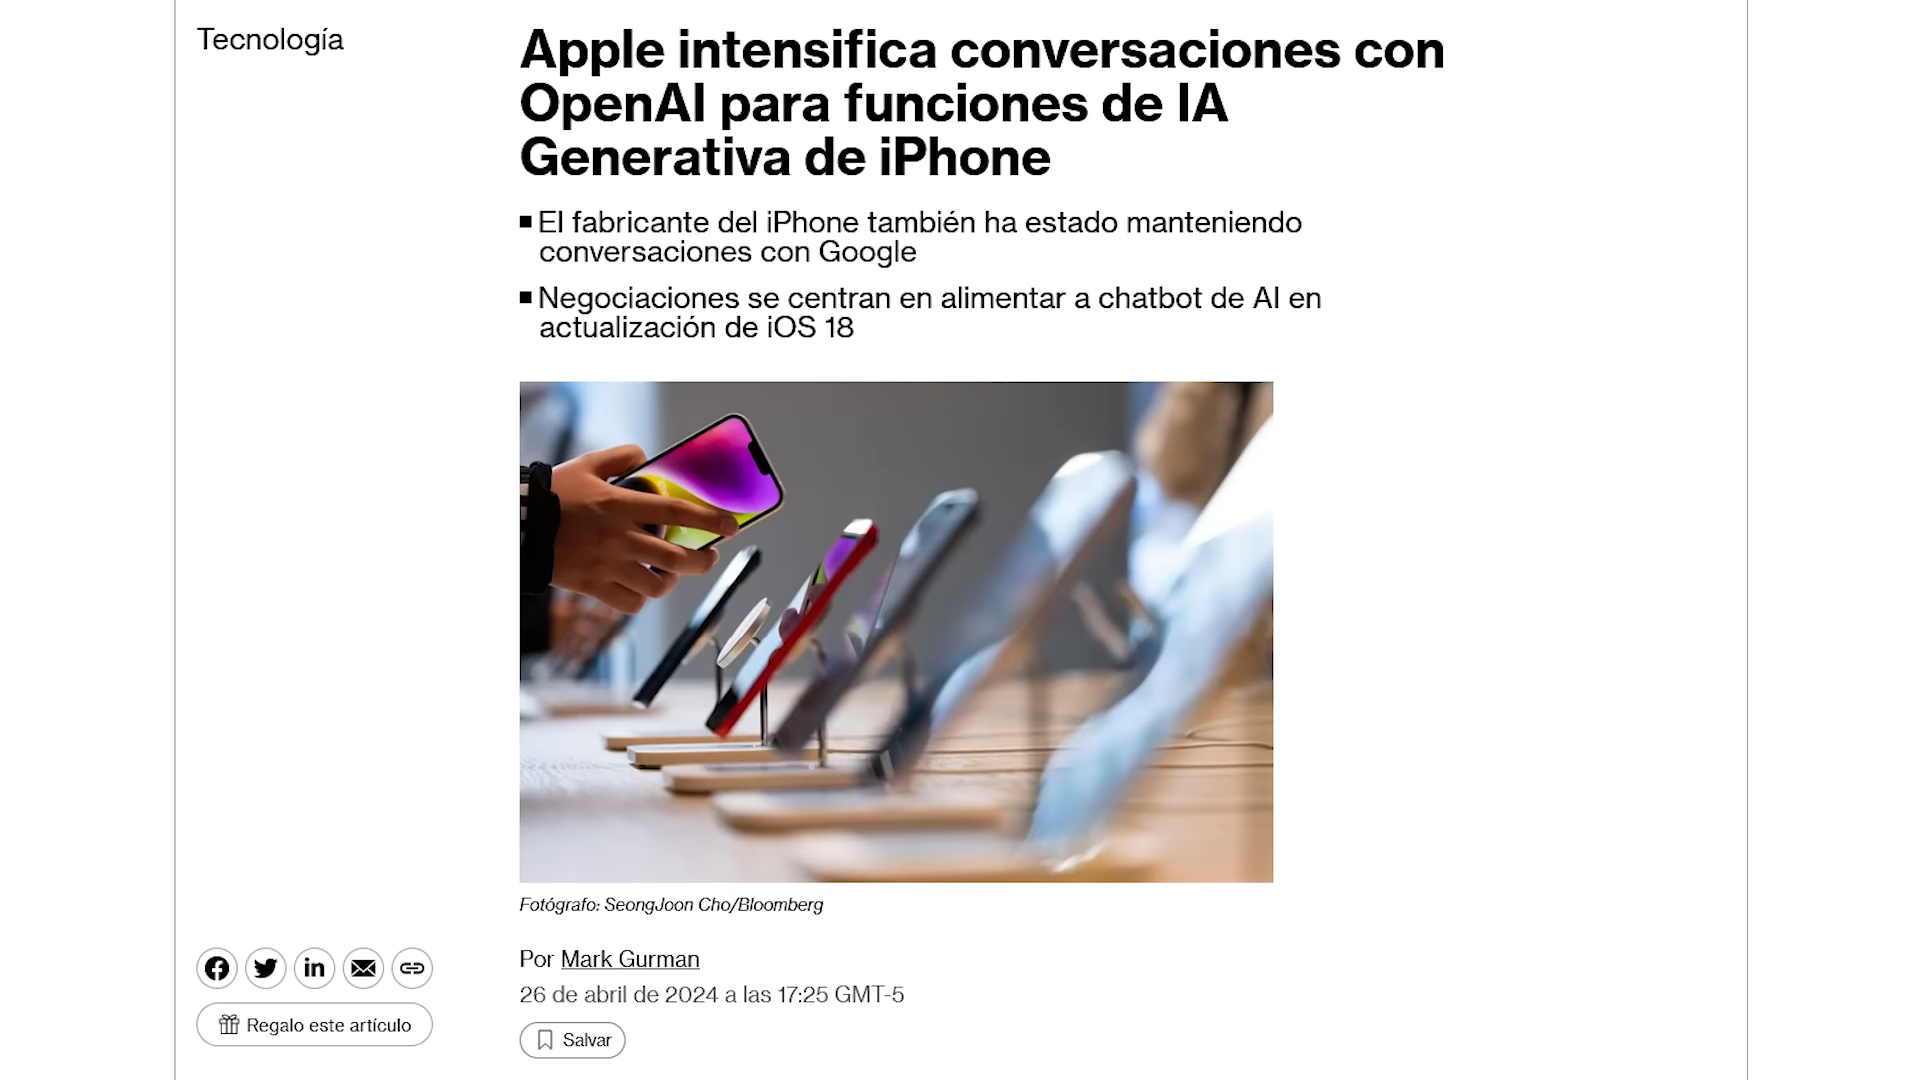 Tecnología
Apple intensifica conversaciones con
OpenAI para funciones de IA
Generativa de iPhone
El fabricante del iPhone también ha estado manteniendo
conversaciones con Google
Negociaciones se centran en alimentar a chatbot de AI en
actualización de iOS 18
Fotógrafo: SeongJoon Cho/Bloomberg
Por Mark Gurman
26 de abril de 2024 a las 17:25 GMT-5
Regalo este artículo
Salvar